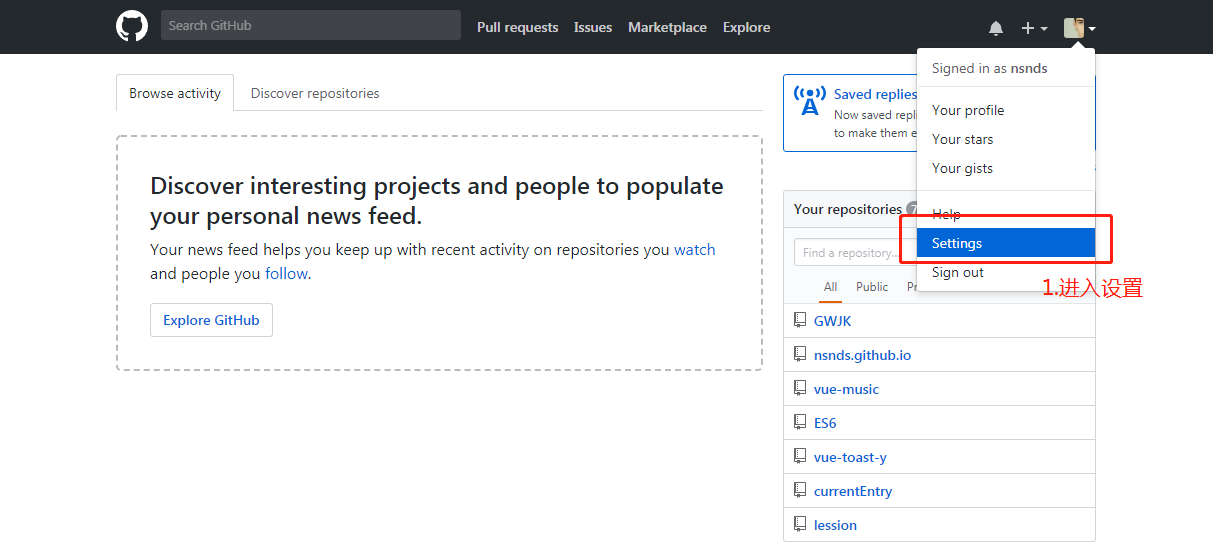 Search GitHub
Pull requests Issues Marketplace Explore
Signed in as nsnds
Your profile
Your stars
Your gists
Help
Settings
Sign out
1.进入设置
Browse activity Discover repositories
Discover interesting projects and people to populate
your personal news feed.
Your news feed helps you keep up with recent activity on repositories you watch
and people you follow.
Explore GitHub
Saved replies
Now saved repli
to make them e
Your repositories 7
Find a repository...
All Public Pr
GWJK
nsnds.github.io
vue-music
ES6
vue-toast-y
currentEntry
lession